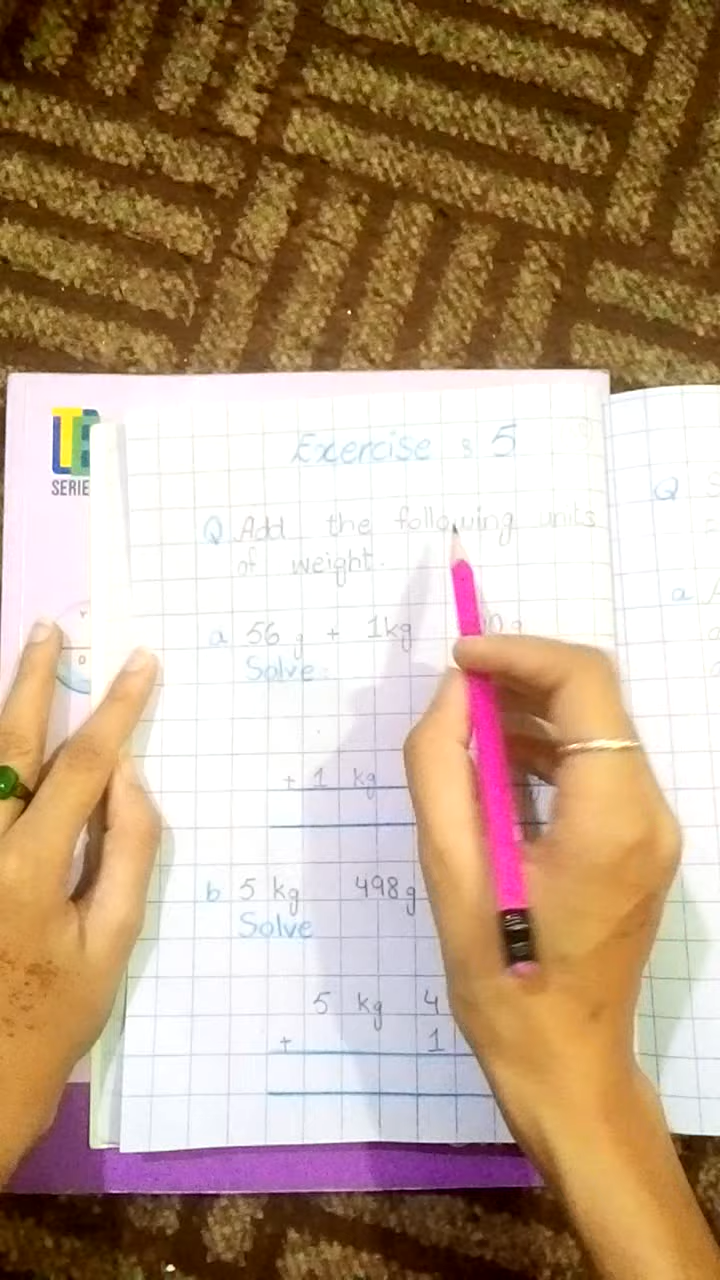 SERIE
Exercise : 5
Q Add the following units
of weight.
a 56 g + 1kg
Solve:
+ 1 kg
b 5 kg 498g
Solve
5 kg 4
+ 1
Q
a